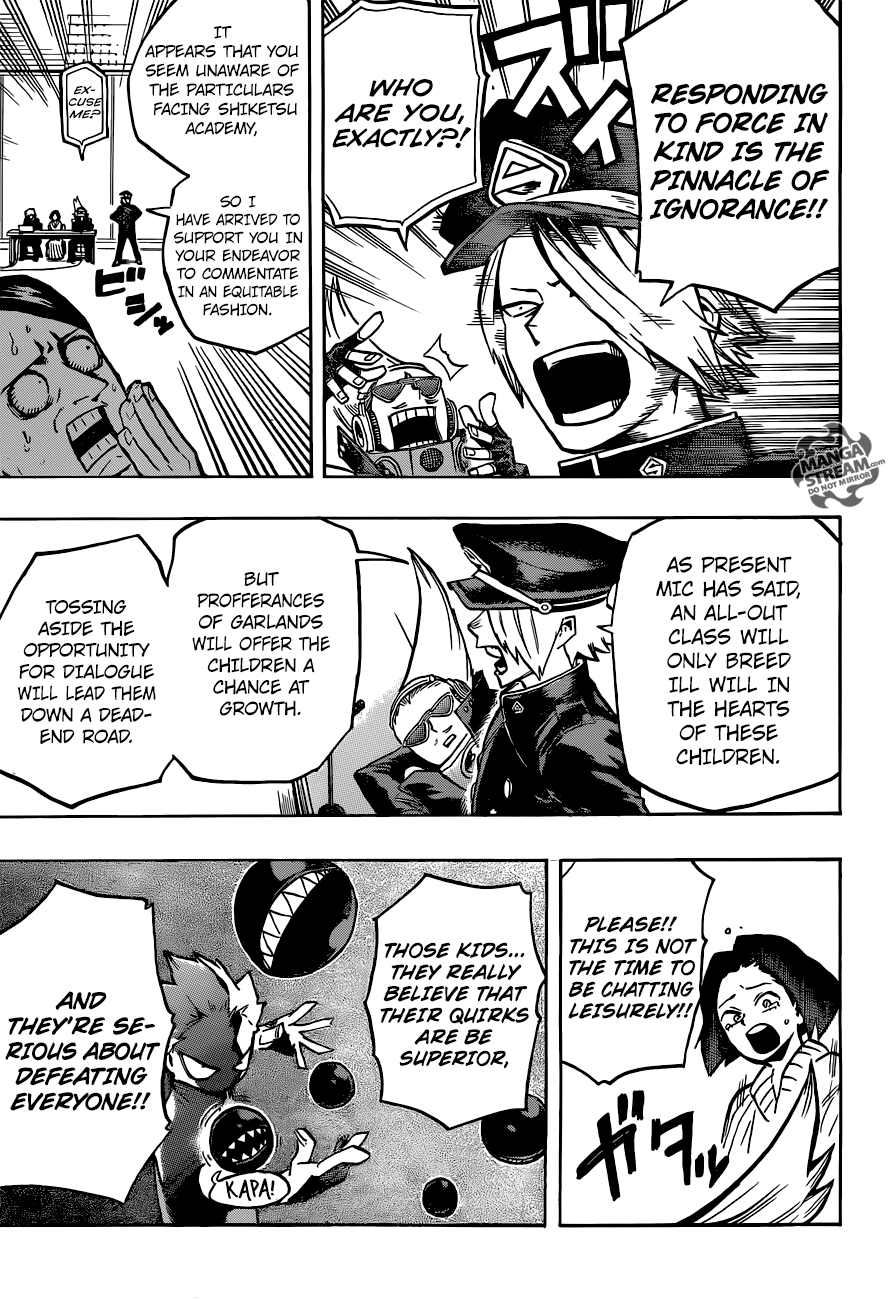 RESPONDING
TO FORCE IN
KIND IS THE
PINNACLE OF
IGNORANCE!!
ズイ
WHO
ARE YOU,
EXACTLY?!
IT
APPEARS THAT YOU
SEEM UNAWARE OF
THE PARTICULARS
FACING SHIKETSU
ACADEMY,
SO I
HAVE ARRIVED TO
SUPPORT YOU IN
YOUR ENDEAVOR
TO COMMENTATE
IN AN EQUITABLE
FASHION.
EX-
CUSE
ME?
ビシッ
MANGA
STREAM.com
DO NOT MIRROR
AS PRESENT
MIC HAS SAID,
AN ALL-OUT
CLASS WILL
ONLY BREED
ILL WILL IN
THE HEARTS
OF THESE
CHILDREN.
BUT
PROFFERANCES
OF GARLANDS
WILL OFFER THE
CHILDREN A
CHANCE AT
GROWTH.
TOSSING
ASIDE THE
OPPORTUNITY
FOR DIALOGUE
WILL LEAD THEM
DOWN A DEAD-
END ROAD.
PLEASE!!
THIS IS NOT
THE TIME TO
BE CHATTING
LEISURELY!!
ガタッ
THOSE KIDS...
THEY REALLY
BELIEVE THAT
THEIR QUIRKS
ARE BE
SUPERIOR,
AND
THEY'RE SE-
RIOUS ABOUT
DEFEATING
EVERYONE!!
KAPA!